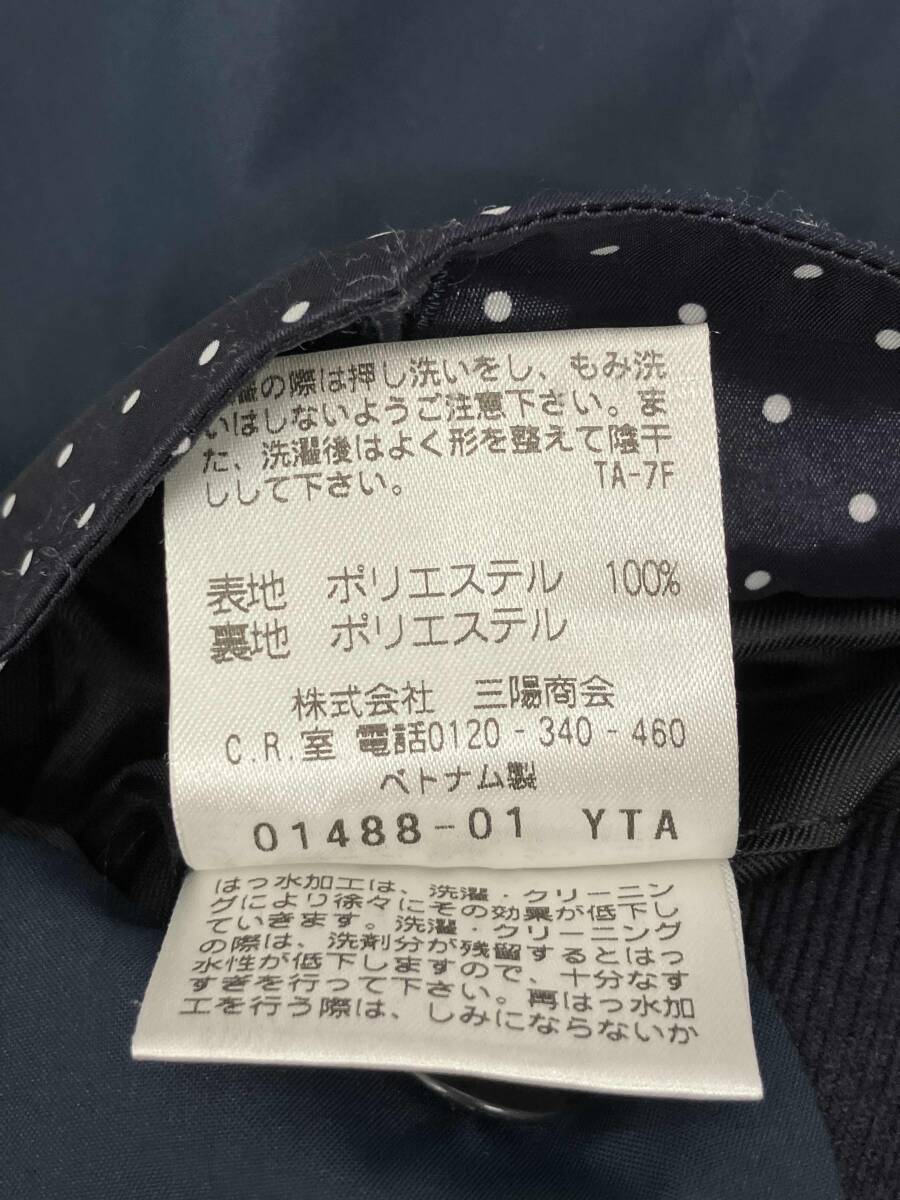 の際は押し洗いをし、もみ洗
いはしないようご注意下さい。ま
た、洗濯後はよく形を整えて陰干
しして下さい。 TA-7F
表地 ポリエステル 100%
裏地 ポリエステル
株式会社 三陽商会
C.R.室 電話0120-340-460
ベトナム製
01488-01 YTA
はっ水加工は、洗濯・クリーニン
グにより徐々にその効果が低下し
ていきます。洗濯・クリーニング
の際は、洗剤分が残留するとはっ
水性が低下しますので、十分なす
すぎを行って下さい。再はっ水加
工を行う際は、しみにならないか